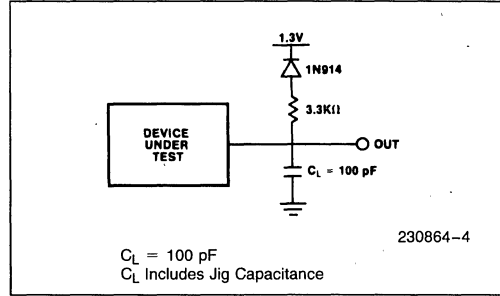 1.3V
1N914
3.3KΩ
DEVICE
UNDER
TEST
OUT
CL = 100 pF
230864–4
CL = 100 pF
CL Includes Jig Capacitance